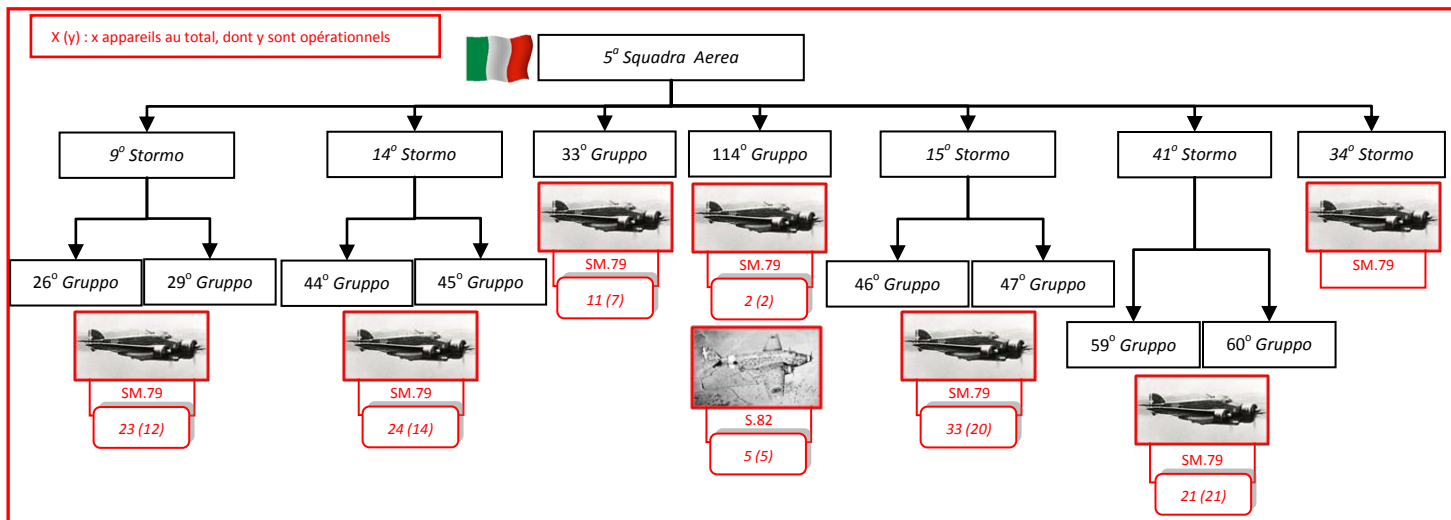 X (y) : x appareils au total, dont y sont opérionnels
5ª Squadra Aerea
9º Stormo
14º Stormo
33º Gruppo
114º Gruppo
15º Stormo
41º Stormo
34º Stormo
26º Gruppo
29º Gruppo
44º Gruppo
45º Gruppo
SM.79
11 (7)
SM.79
2 (2)
46º Gruppo
47º Gruppo
SM.79
59º Gruppo
60º Gruppo
SM.79
23 (12)
SM.79
24 (14)
S.82
5 (5)
SM.79
33 (20)
SM.79
21 (21)